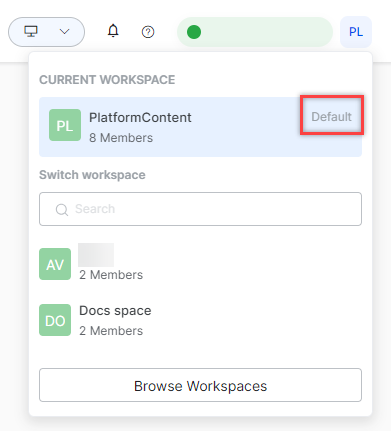 PL
CURRENT WORKSPACE
PL
PlatformContent
Default
8 Members
Switch workspace
Search
AV
2 Members
DO
Docs space
2 Members
Browse Workspaces